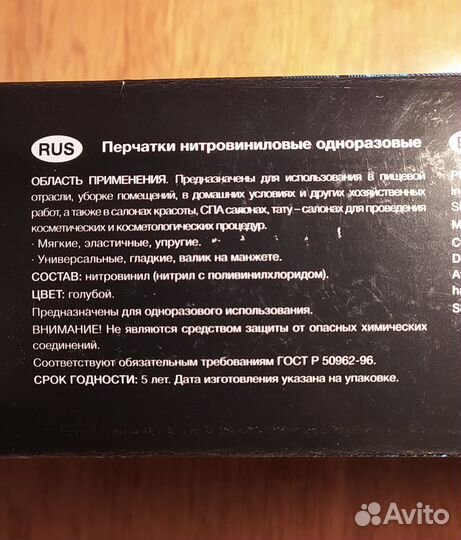 RUS
Перчатки нитровиниловые одноразовые
ОБЛАСТЬ ПРИМЕНЕНИЯ. Предназначены для использования в пищевой
отрасли, уборке помещений, в домашних условиях и других хозяйственных
работ, а также в салонах красоты, СПА салонах, тату – салонах для проведения
косметических и косметологических процедур.
· Мягкие, эластичные, упругие.
· Универсальные, гладкие, валик на манжете.
СОСТАВ: нитровинил (нитрил с поливинилхлоридом).
ЦВЕТ: голубой.
Предназначены для одноразового использования.
ВНИМАНИЕ! Не являются средством защиты от опасных химических
соединений.
Соответствуют обязательным требованиям ГОСТ Р 50962-96.
СРОК ГОДНОСТИ: 5 лет. Дата изготовления указана на упаковке.
Avito